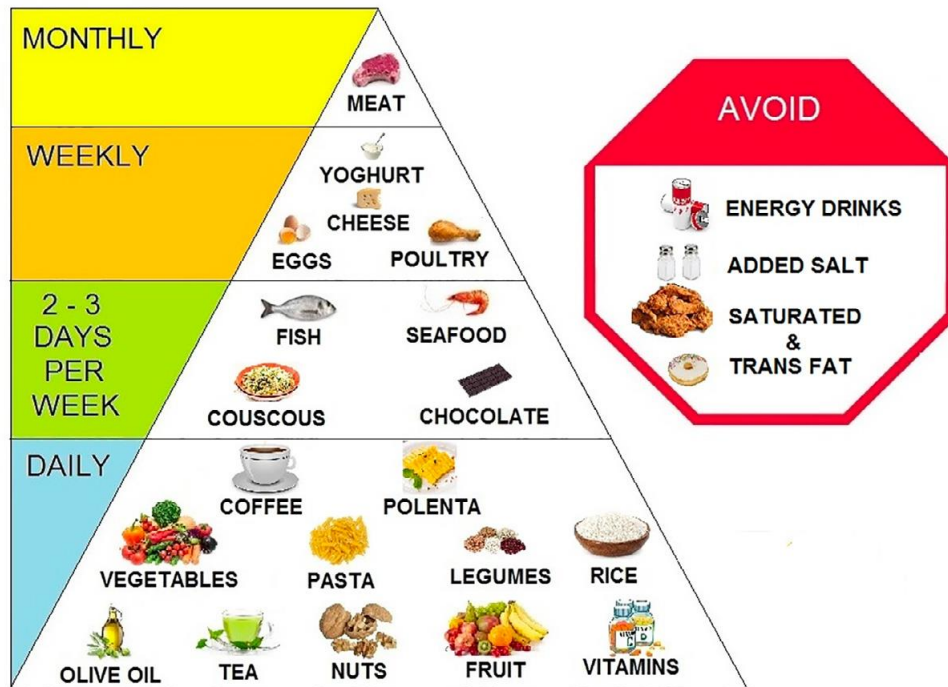 MONTHLY
MEAT
WEEKLY
YOGHURT
CHEESE
EGGS POULTRY
2 - 3
DAYS
PER
WEEK
FISH SEAFOOD
COUSCOUS CHOCOLATE
DAILY
COFFEE POLENTA
VEGETABLES PASTA LEGUMES RICE
OLIVE OIL TEA NUTS FRUIT VITAMINS
AVOID
ENERGY DRINKS
ADDED SALT
SATURATED
&
TRANS FAT